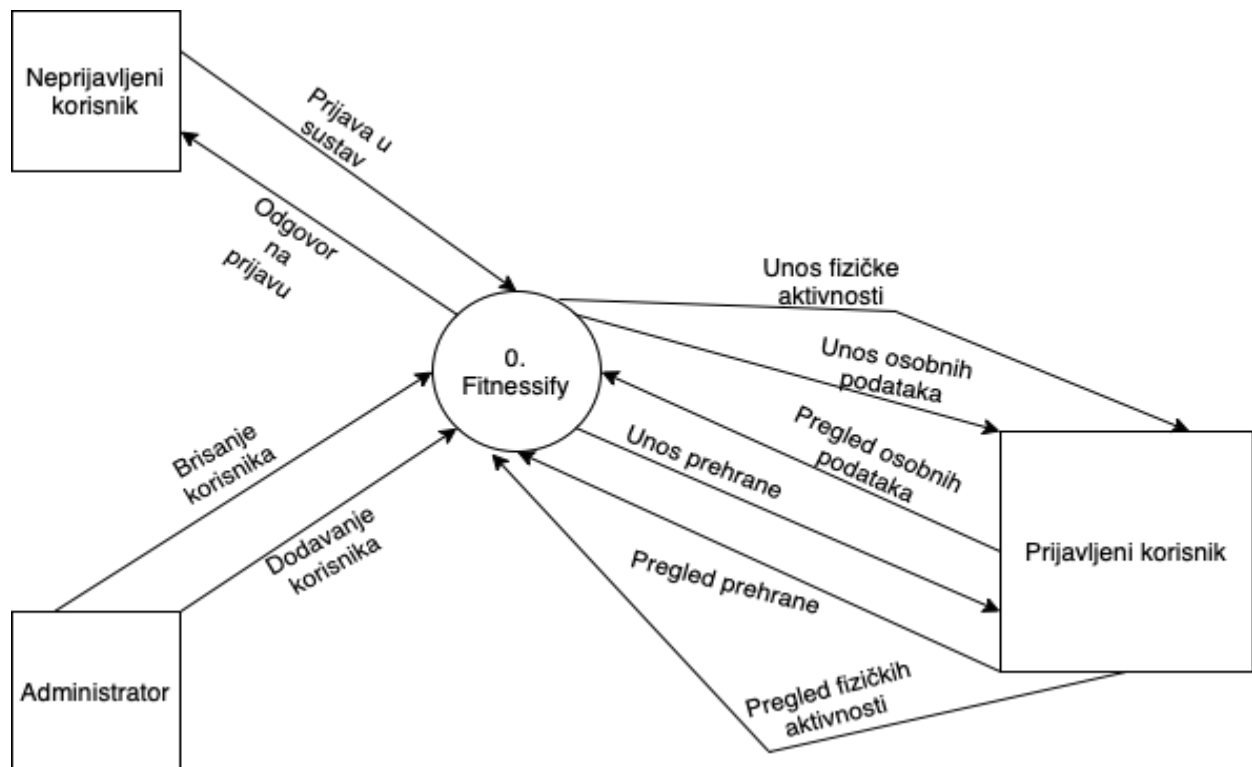 Neprijavljeni
korisnik
Prijava u
sustav
Odgovor
na
prijavu
Unos fizičke
aktivnosti
0.
Fitnessify
Unos osobnih
podataka
Pregled osobnih
podataka
Unos prehrane
Brisanje
korisnika
Dodavanje
korisnika
Pregled prehrane
Prijavljeni korisnik
Administrator
Pregled fizičkih
aktivnosti